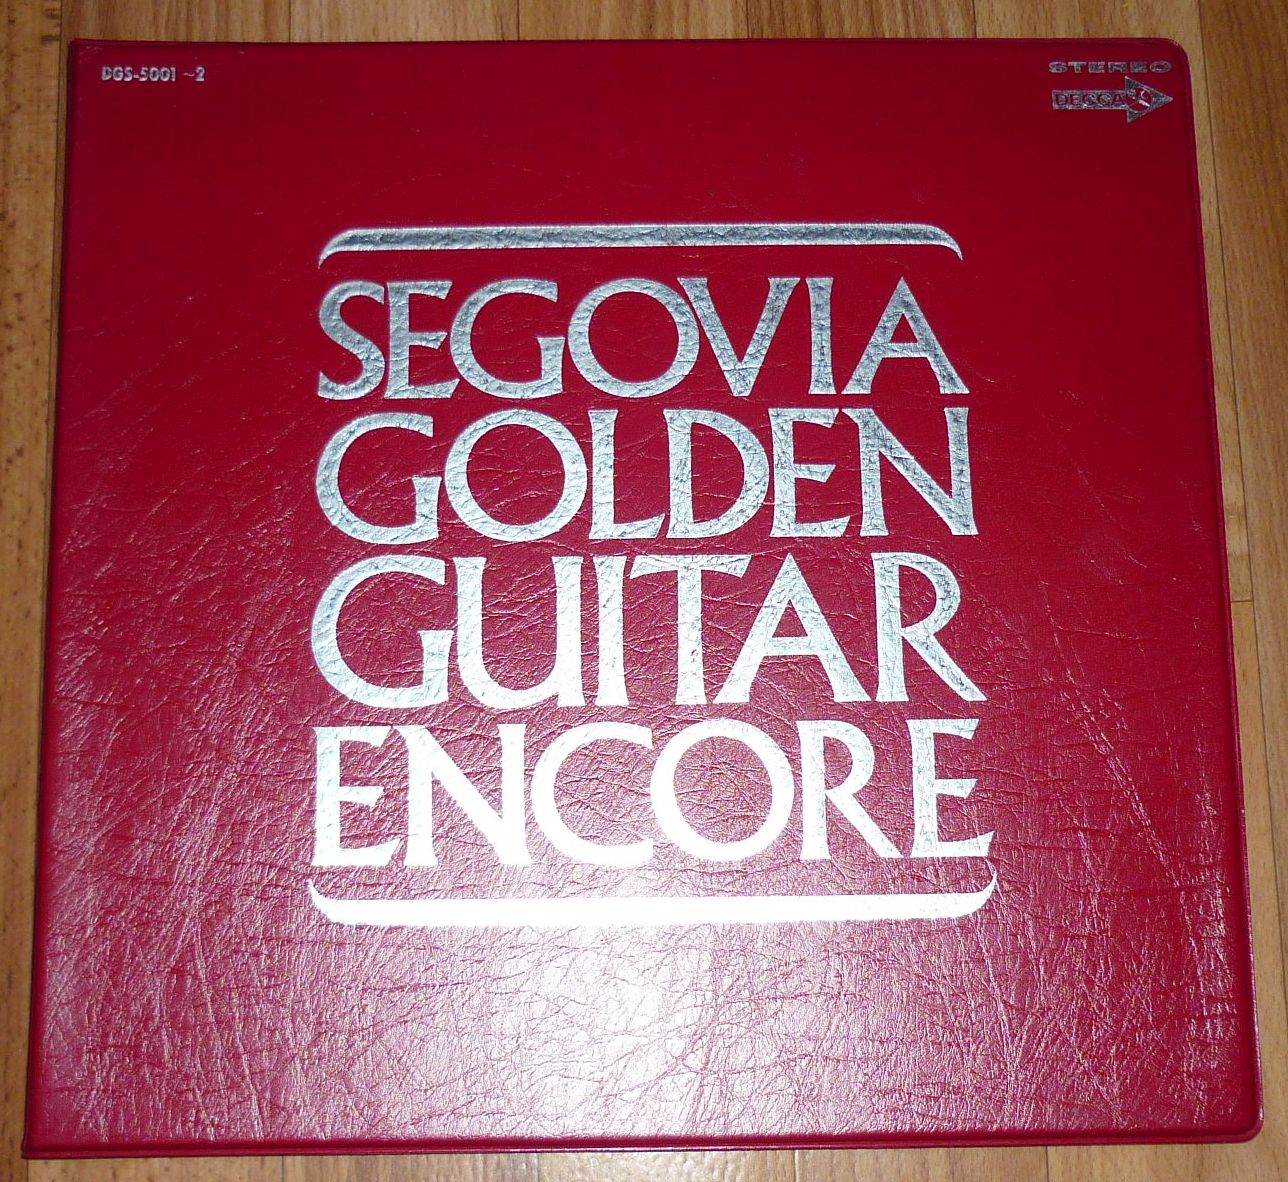 DGS-5001~2
STEREO
DECCA
SEGOVIA
GOLDEN
GUITAR
ENCORE